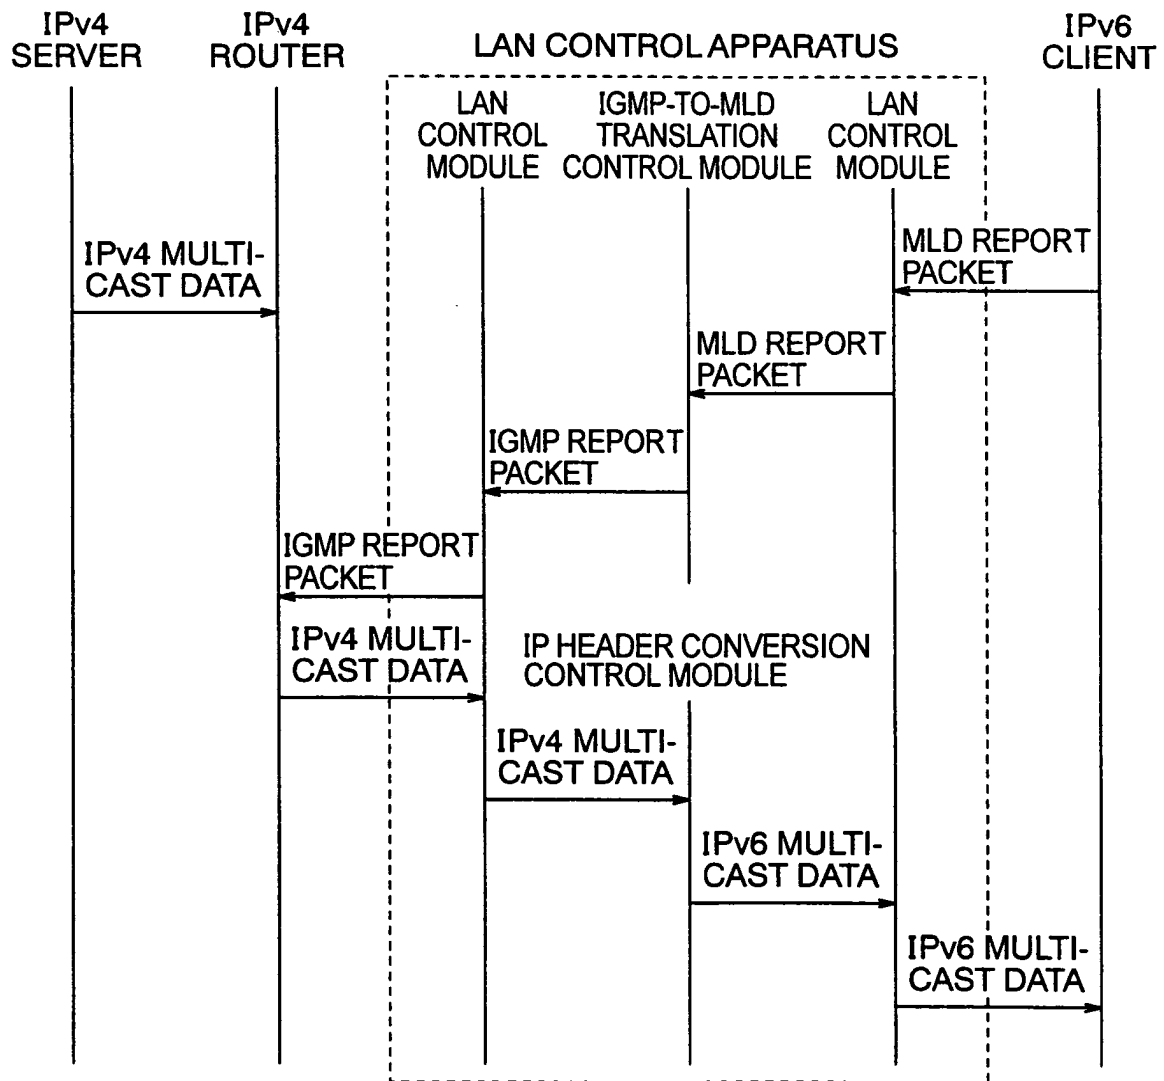 IPv4
SERVER
IPv4
ROUTER
LAN CONTROL APPARATUS
IPv6
CLIENT
LAN
CONTROL
MODULE
IGMP-TO-MLD
TRANSLATION
CONTROL MODULE
LAN
CONTROL
MODULE
IPv4 MULTI-
CAST DATA
MLD REPORT
PACKET
MLD REPORT
PACKET
IGMP REPORT
PACKET
IGMP REPORT
PACKET
IPv4 MULTI-
CAST DATA
IP HEADER CONVERSION
CONTROL MODULE
IPv4 MULTI-
CAST DATA
IPv6 MULTI-
CAST DATA
IPv6 MULTI-
CAST DATA